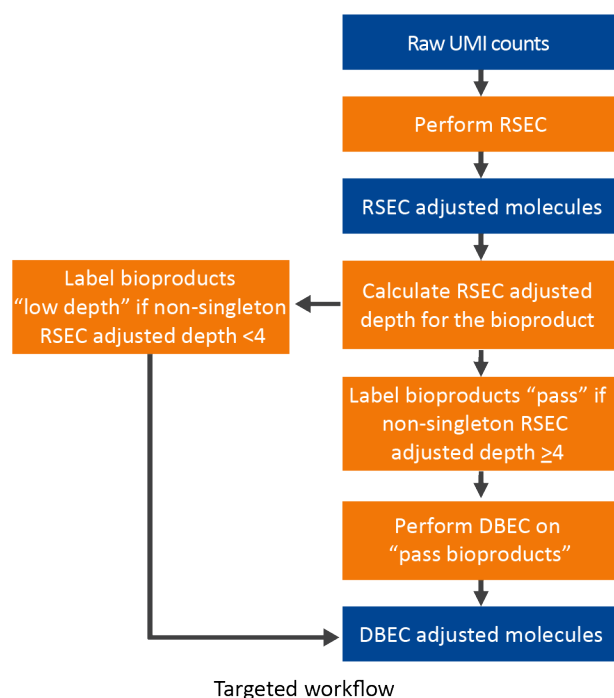 Raw UMI counts
Perform RSEC
RSEC adjusted molecules
Calculate RSEC adjusted
depth for the bioproduct
Label bioproducts
“low depth” if non-singleton
RSEC adjusted depth <4
Label bioproducts “pass” if
non-singleton RSEC
adjusted depth ≥4
Perform DBEC on
“pass bioproducts”
DBEC adjusted molecules
Targeted workflow